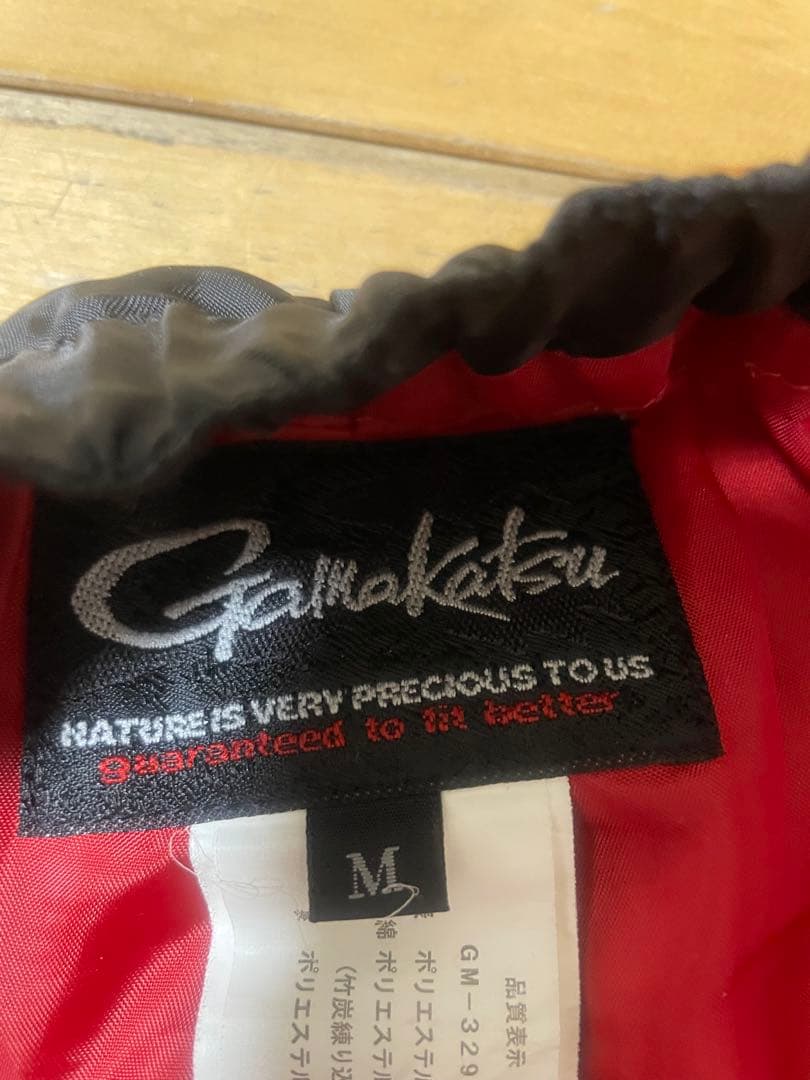 Gamakatsu
NATURE IS VERY PRECIOUS TO US
guaranteed to fit better
M
品質表示
GM-329
ポリエステル
綿 ポリエステル
(竹炭練り込
ポリエステル